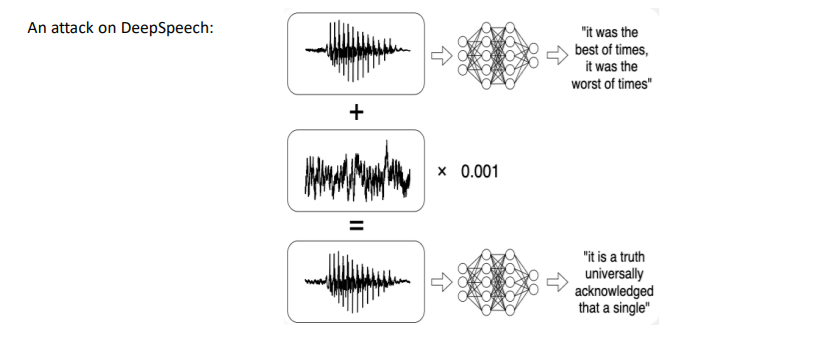 An attack on DeepSpeech:
"it was the
best of times,
it was the
worst of times"
+
× 0.001
=
"it is a truth
universally
acknowledged
that a single"